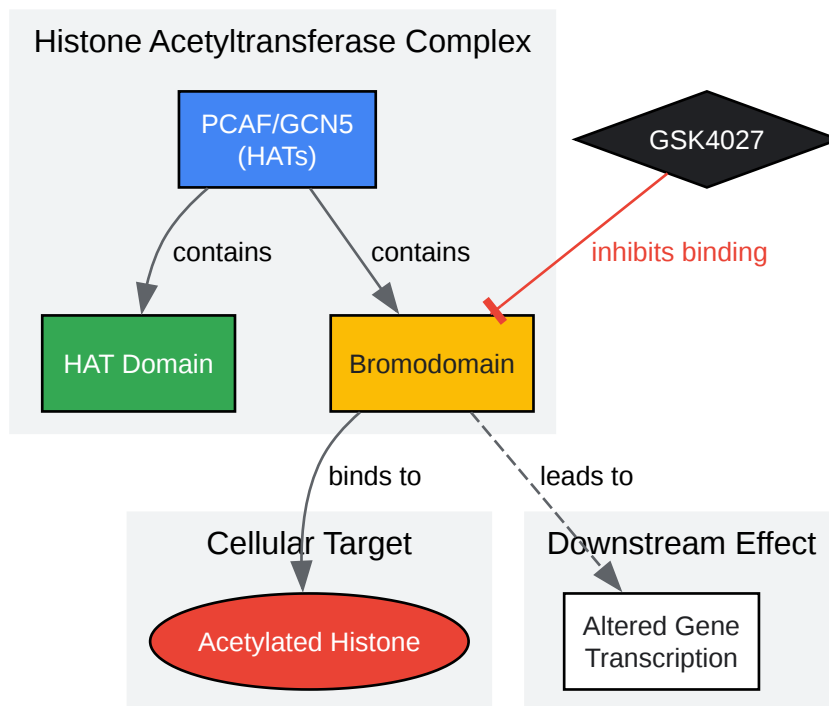 Histone Acetyltransferase Complex
PCAF/GCN5
(HATs)
GSK4027
contains
contains
inhibits binding
HAT Domain
Bromodomain
binds to
leads to
Cellular Target
Downstream Effect
Acetylated Histone
Altered Gene
Transcription